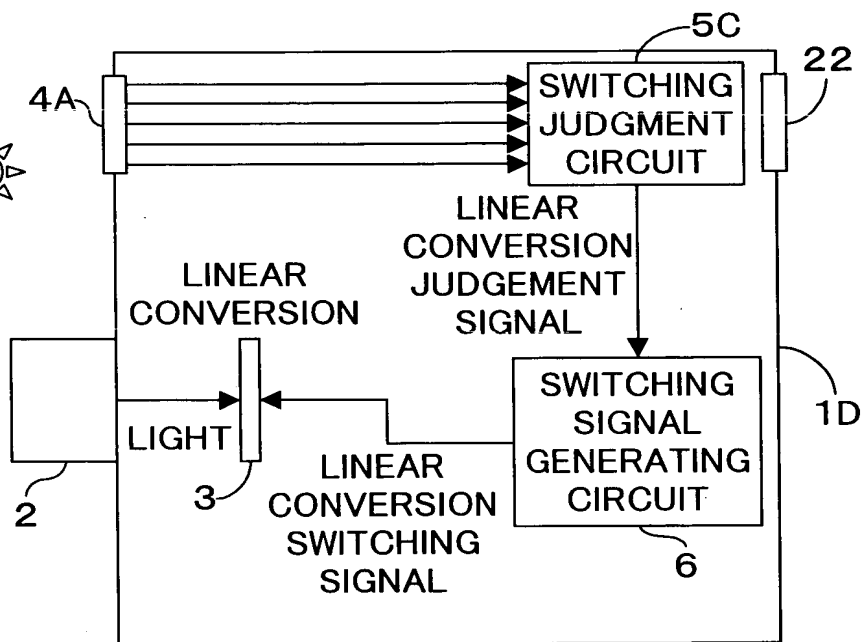 5C
22
4A
SWITCHING
JUDGMENT
CIRCUIT
LINEAR
CONVERSION
JUDGEMENT
SIGNAL
LINEAR
CONVERSION
LIGHT
2
3
LINEAR
CONVERSION
SWITCHING
SIGNAL
SWITCHING
SIGNAL
GENERATING
CIRCUIT
6
1D